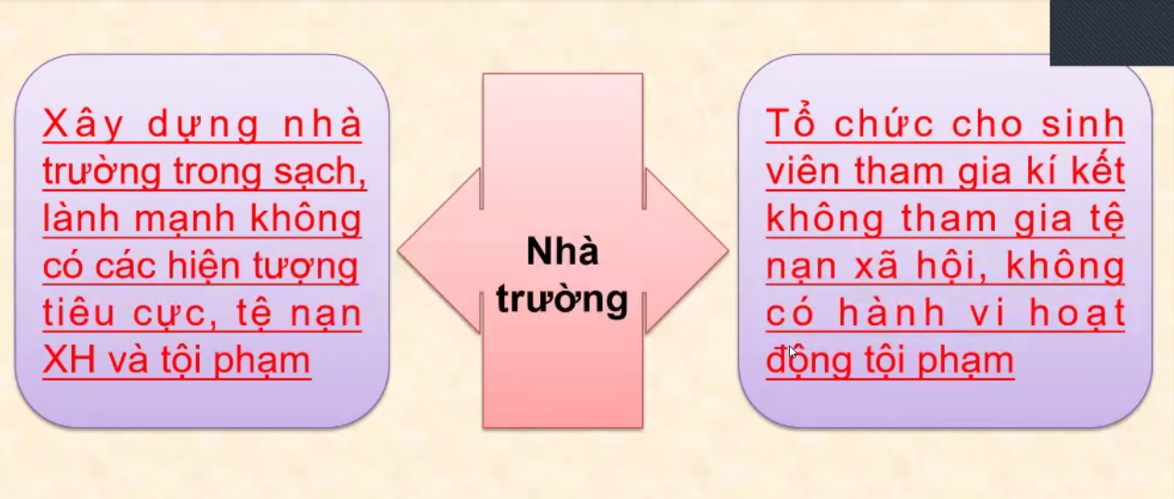 Xây dựng nhà
trường trong sạch,
lành mạnh không
có các hiện tượng
tiêu cực, tệ nạn
XH và tội phạm
Nhà
trường
Tổ chức cho sinh
viên tham gia kí kết
không tham gia tệ
nạn xã hội, không
có hành vi hoạt
động tội phạm